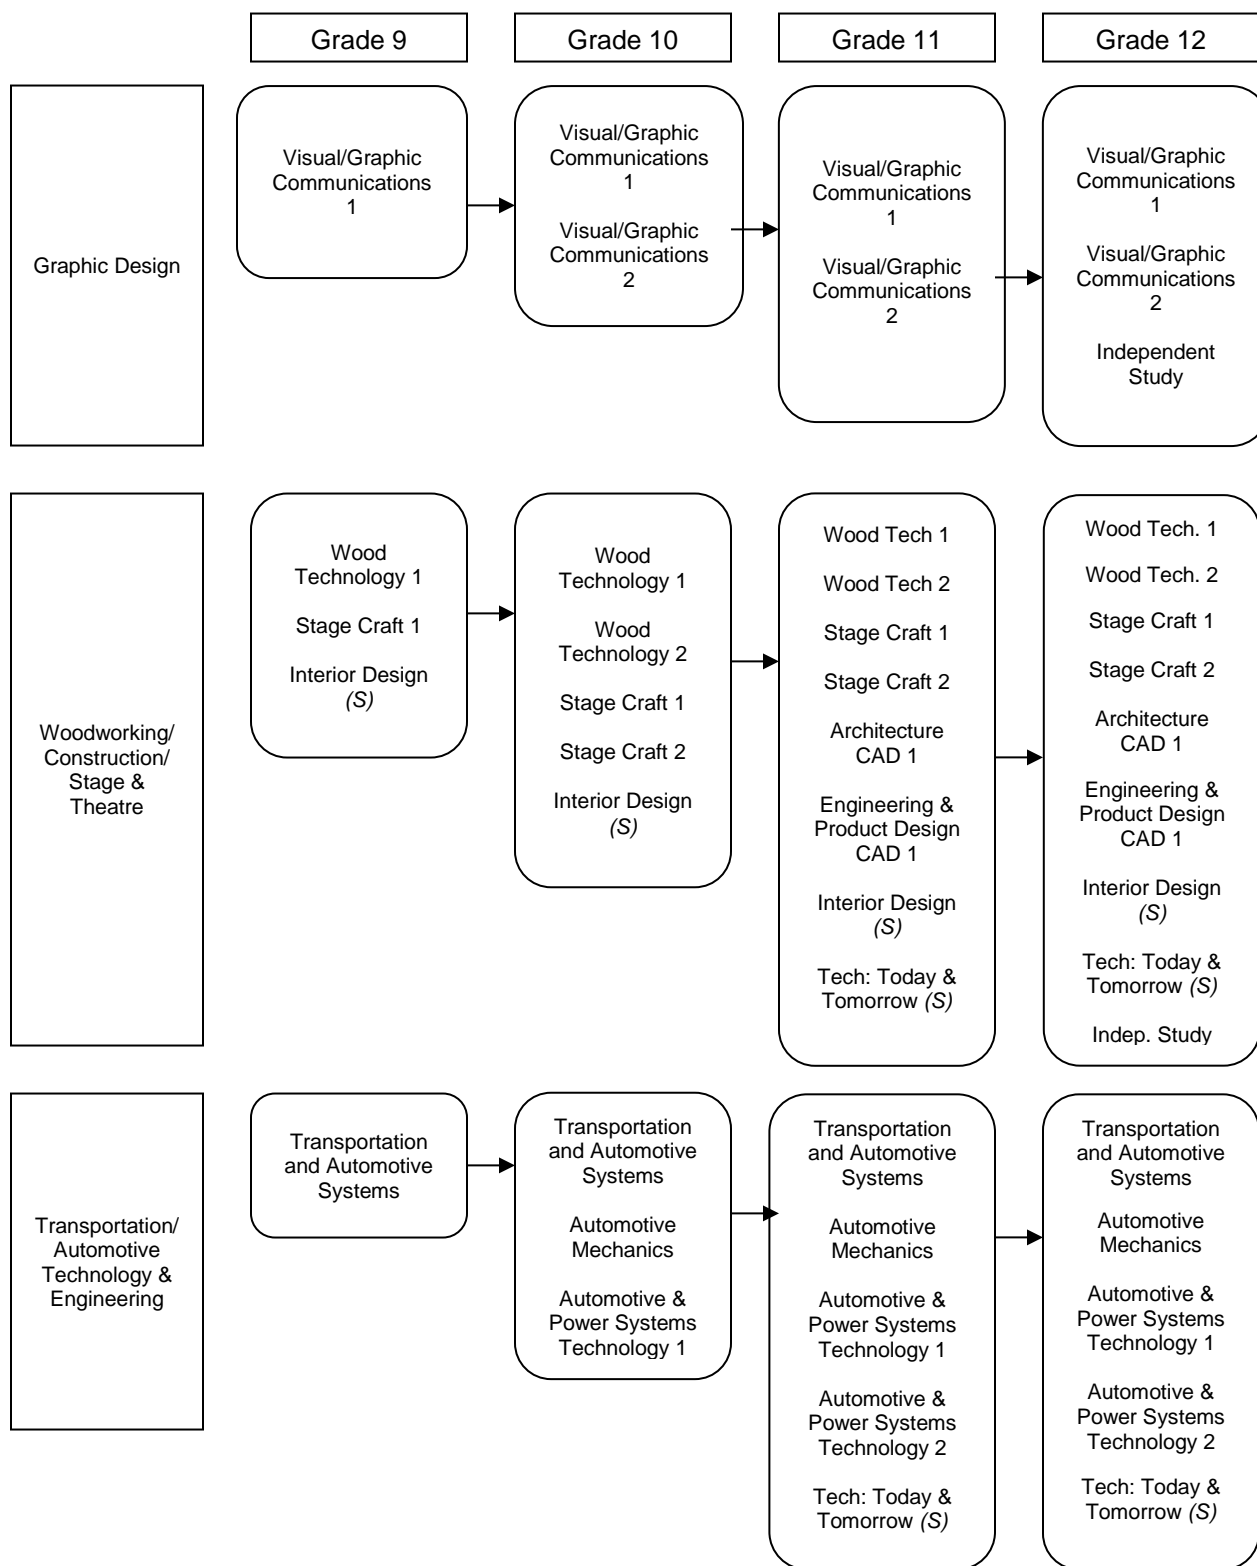 Grade 9
Grade 10
Grade 11
Grade 12
Graphic Design
Visual/Graphic
Communications
1
Visual/Graphic
Communications
1
Visual/Graphic
Communications
2
Visual/Graphic
Communications
1
Visual/Graphic
Communications
2
Visual/Graphic
Communications
1
Visual/Graphic
Communications
2
Independent
Study
Woodworking/
Construction/
Stage &
Theatre
Wood
Technology 1
Stage Craft 1
Interior Design
(S)
Wood
Technology 1
Wood
Technology 2
Stage Craft 1
Stage Craft 2
Interior Design
(S)
Wood Tech 1
Wood Tech 2
Stage Craft 1
Stage Craft 2
Architecture
CAD 1
Engineering &
Product Design
CAD 1
Interior Design
(S)
Tech: Today &
Tomorrow (S)
Wood Tech. 1
Wood Tech. 2
Stage Craft 1
Stage Craft 2
Architecture
CAD 1
Engineering &
Product Design
CAD 1
Interior Design
(S)
Tech: Today &
Tomorrow (S)
Indep. Study
Transportation/
Automotive
Technology &
Engineering
Transportation
and Automotive
Systems
Transportation
and Automotive
Systems
Automotive
Mechanics
Automotive &
Power Systems
Technology 1
Transportation
and Automotive
Systems
Automotive
Mechanics
Automotive &
Power Systems
Technology 1
Automotive &
Power Systems
Technology 2
Tech: Today &
Tomorrow (S)
Transportation
and Automotive
Systems
Automotive
Mechanics
Automotive &
Power Systems
Technology 1
Automotive &
Power Systems
Technology 2
Tech: Today &
Tomorrow (S)